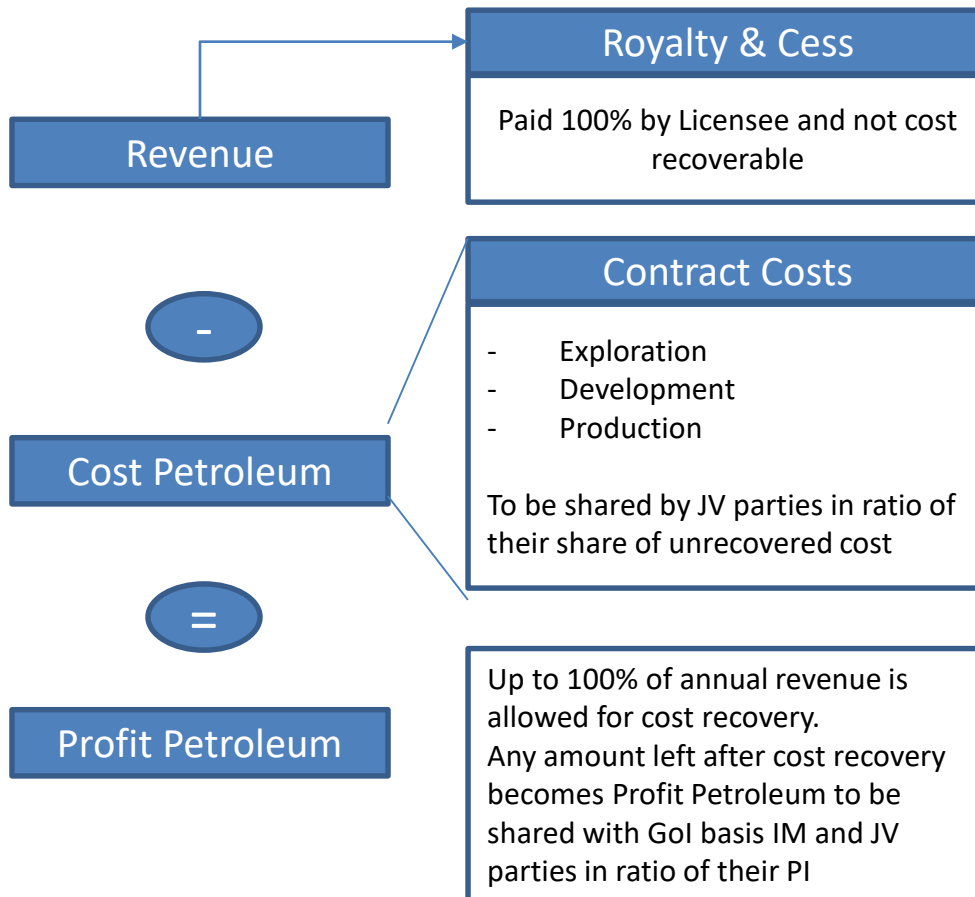 Royalty & Cess
Paid 100% by Licensee and not cost
recoverable
Revenue
Contract Costs
-
- Exploration
- Development
- Production
Cost Petroleum
To be shared by JV parties in ratio of
their share of unrecovered cost
=
Up to 100% of annual revenue is
allowed for cost recovery.
Any amount left after cost recovery
becomes Profit Petroleum to be
shared with GoI basis IM and JV
parties in ratio of their PI
Profit Petroleum